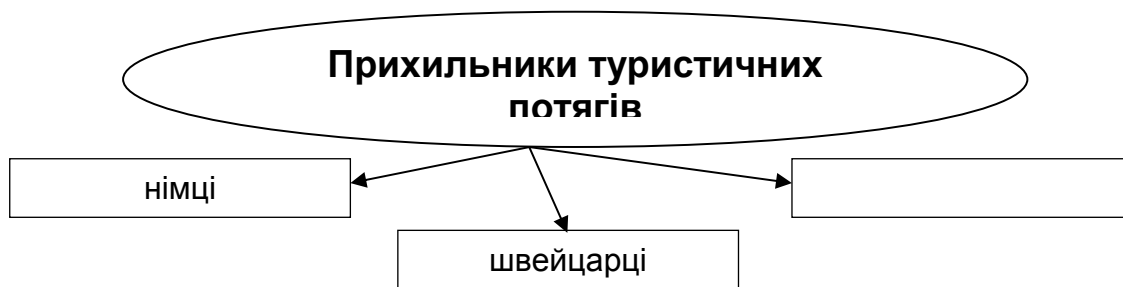 Прихильники туристичних
потягів
німці
швейцарці